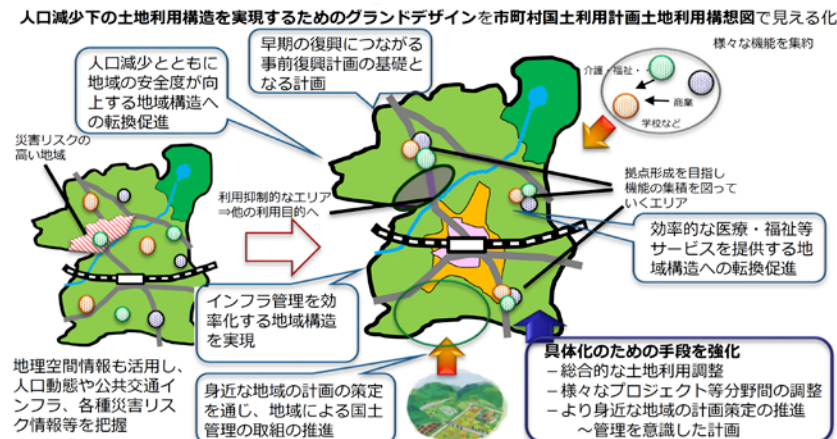 人口減少下の土地利用構造を実現するためのグランドデザインを市町村国土利用計画土地利用構想図で見える化
人口減少とともに
地域の安全度が向
上する地域構造へ
の転換促進
早期の復興につながる
事前復興計画の基礎と
なる計画
様々な機能を集約
介護・福祉・
商業
学校など
災害リスクの
高い地域
利用抑制的なエリア
⇒他の利用目的へ
拠点形成を目指し
機能の集積を図って
いくエリア
効率的な医療・福祉等
サービスを提供する地
域構造への転換促進
インフラ管理を効
率化する地域構造
を実現
地理空間情報も活用し、
人口動態や公共交通イ
ンフラ、各種災害リス
ク情報等を把握
身近な地域の計画の策定
を通じ、地域による国土
管理の取組の推進
具体化のための手段を強化
－総合的な土地利用調整
－様々なプロジェクト等分野間の調整
－より身近な地域の計画策定の推進
～管理を意識した計画